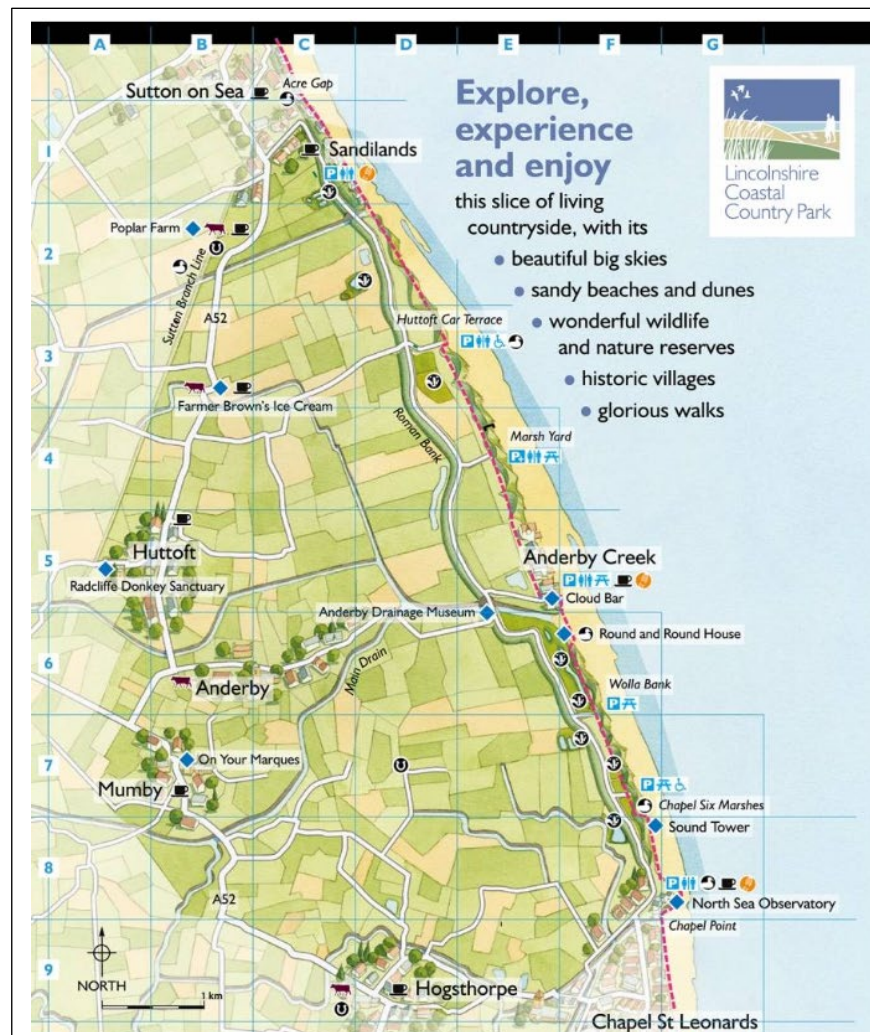 A
B
C
D
E
F
G
Acre Gap
Sutton on Sea
Explore,
experience
and enjoy
this slice of living
countryside, with its
beautiful big skies
sandy beaches and dunes
wonderful wildlife
and nature reserves
historic villages
glorious walks
Lincolnshire
Coastal
Country Park
1
Sandilands
P
Poplar Farm
2
Sutton Branch Line
A52
Huttoft Car Terrace
P
3
Farmer Brown's Ice Cream
Roman Bank
Marsh Yard
P
4
Huttoft
5
Radcliffe Donkey Sanctuary
Anderby Creek
P
Cloud Bar
Anderby Drainage Museum
Round and Round House
6
Anderby
Main Drain
Wolla Bank
P
7
On Your Marques
Mumby
P
Chapel Six Marshes
Sound Tower
8
A52
P
North Sea Observatory
Chapel Point
9
NORTH
1 km
Hogsthorpe
Chapel St Leonards